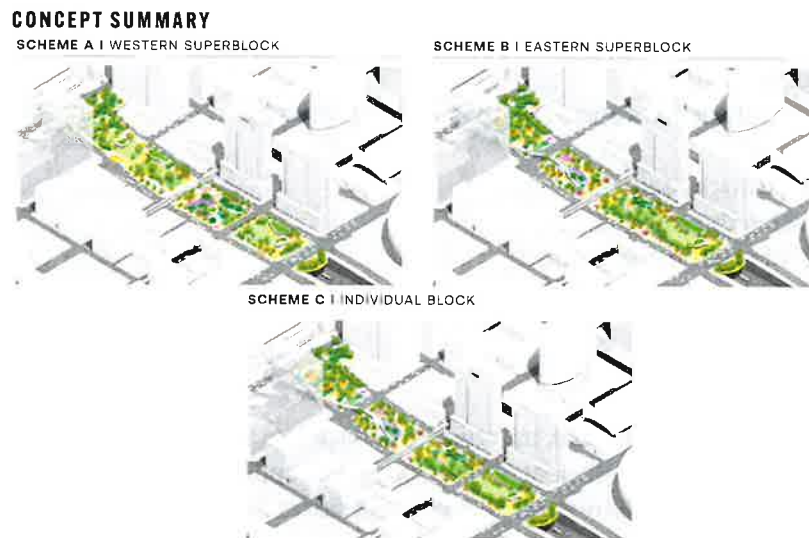 CONCEPT SUMMARY
SCHEME A I WESTERN SUPERBLOCK
SCHEME B I EASTERN SUPERBLOCK
SCHEME C I INDIVIDUAL BLOCK